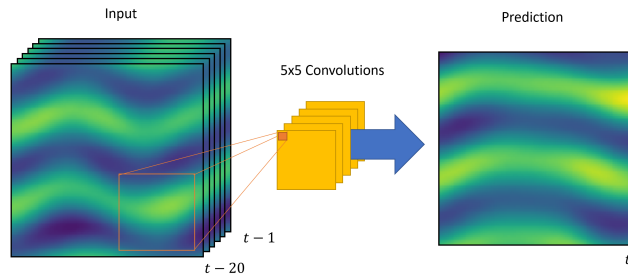 Input
Prediction
5x5 Convolutions
t − 1
t − 20
t